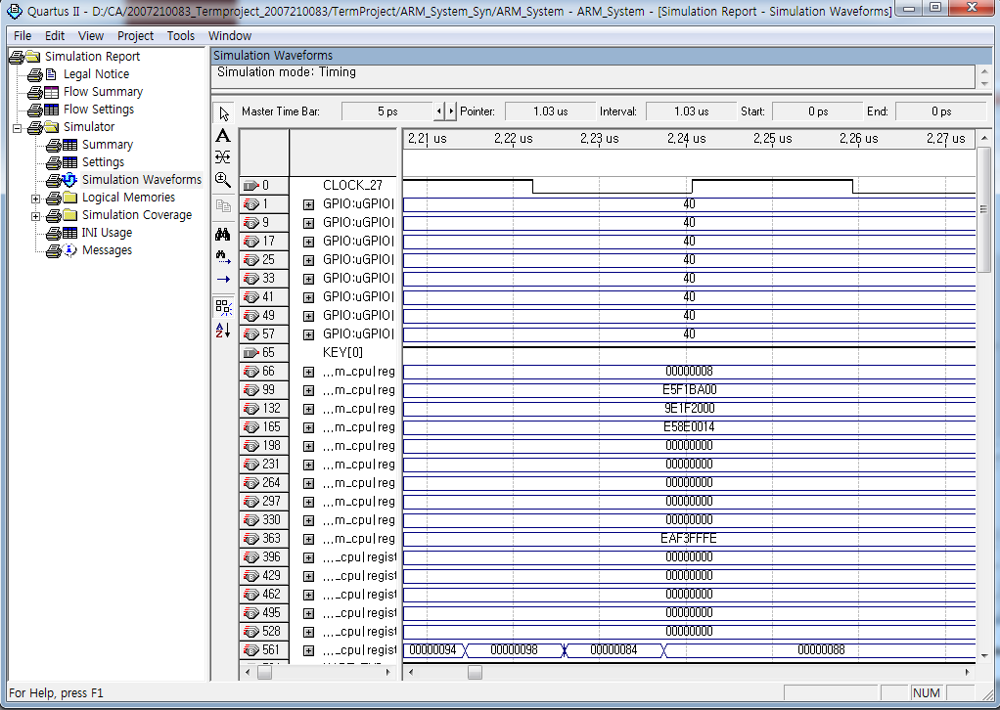 Quartus II - D:/CA/2007210083_Termproject_2007210083/TermProject/ARM_System_Syn/ARM_System - ARM_System - [Simulation Report - Simulation Waveforms]
File Edit View Project Tools Window
Simulation Report
Legal Notice
Flow Summary
Flow Settings
Simulator
Summary
Settings
Simulation Waveforms
Logical Memories
Simulation Coverage
INI Usage
Messages
Simulation Waveforms
Simulation mode: Timing
Master Time Bar: 5 ps Pointer: 1.03 us Interval: 1.03 us Start: 0 ps End: 0 ps
2,21 us 2,22 us 2,23 us 2,24 us 2,25 us 2,26 us 2,27 us
0 CLOCK_27
1 GPIO:uGPIO| 40
9 GPIO:uGPIO| 40
17 GPIO:uGPIO| 40
25 GPIO:uGPIO| 40
33 GPIO:uGPIO| 40
41 GPIO:uGPIO| 40
49 GPIO:uGPIO| 40
57 GPIO:uGPIO| 40
65 KEY[0]
66 ...m_cpu|reg 00000008
99 ...m_cpu|reg E5F1BA00
132 ...m_cpu|reg 9E1F2000
165 ...m_cpu|reg E58E0014
198 ...m_cpu|reg 00000000
231 ...m_cpu|reg 00000000
264 ...m_cpu|reg 00000000
297 ...m_cpu|reg 00000000
330 ...m_cpu|reg 00000000
363 ...m_cpu|reg EAF3FFFE
396 ..._cpu|regist 00000000
429 ..._cpu|regist 00000000
462 ..._cpu|regist 00000000
495 ..._cpu|regist 00000000
528 ..._cpu|regist 00000000
561 ..._cpu|regist 00000094 00000098 00000084 00000088
For Help, press F1 NUM